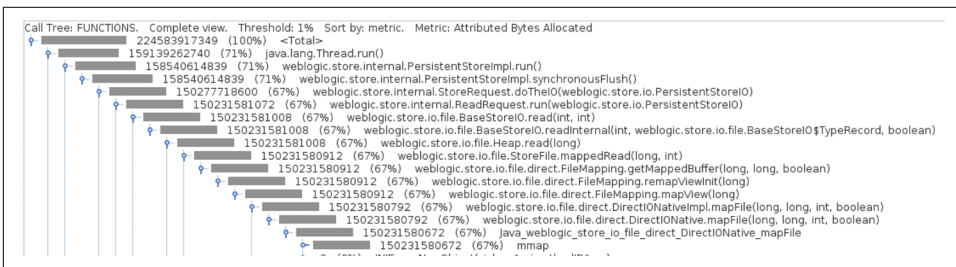 Call Tree: FUNCTIONS.   Complete view.   Threshold: 1%   Sort by: metric.   Metric: Attributed Bytes Allocated
224583917349   (100%)   <Total>
159139262740   (71%)   java.lang.Thread.run()
158540614839   (71%)   weblogic.store.internal.PersistentStoreImpl.run()
158540614839   (71%)   weblogic.store.internal.PersistentStoreImpl.synchronousFlush()
150277718600   (67%)   weblogic.store.internal.StoreRequest.doTheIO(weblogic.store.io.PersistentStoreIO)
150231581072   (67%)   weblogic.store.internal.ReadRequest.run(weblogic.store.io.PersistentStoreIO)
150231581008   (67%)   weblogic.store.io.file.BaseStoreIO.read(int, int)
150231581008   (67%)   weblogic.store.io.file.BaseStoreIO.readInternal(int, weblogic.store.io.file.BaseStoreIO$TypeRecord, boolean)
150231581008   (67%)   weblogic.store.io.file.Heap.read(long)
150231580912   (67%)   weblogic.store.io.file.StoreFile.mappedRead(long, int)
150231580912   (67%)   weblogic.store.io.file.direct.FileMapping.getMappedBuffer(long, long, boolean)
150231580912   (67%)   weblogic.store.io.file.direct.FileMapping.remapViewInit(long)
150231580912   (67%)   weblogic.store.io.file.direct.FileMapping.mapView(long)
150231580792   (67%)   weblogic.store.io.file.direct.DirectIONativeImpl.mapFile(long, long, int, boolean)
150231580792   (67%)   weblogic.store.io.file.direct.DirectIONative.mapFile(long, long, int, boolean)
150231580672   (67%)   Java_weblogic_store_io_file_direct_DirectIONative_mapFile
150231580672   (67%)   mmap